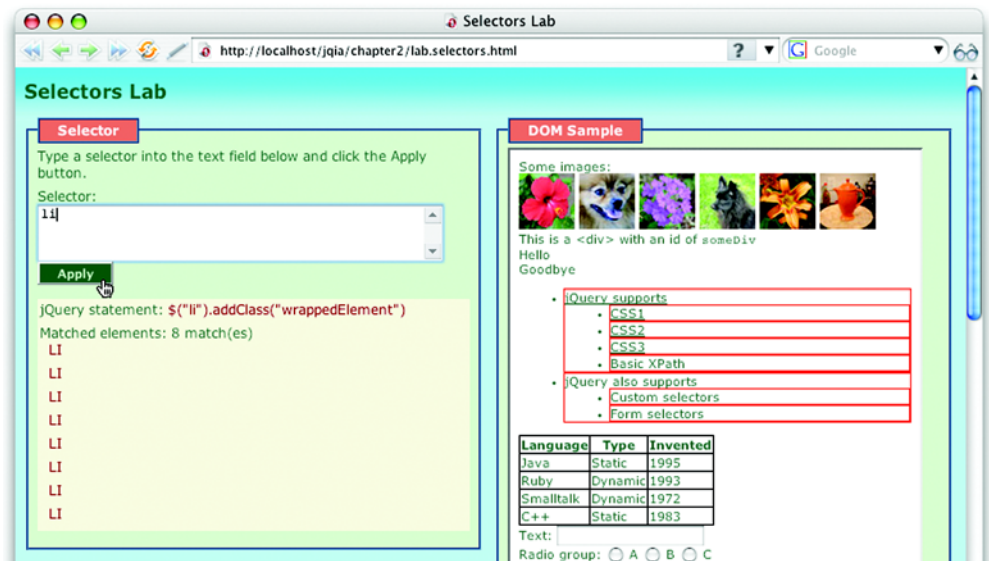 Selectors Lab
http://localhost/jqia/chapter2/lab.selectors.html
?
G Google
Selectors Lab
Selector
Type a selector into the text field below and click the Apply
button.
Selector:
li
Apply
jQuery statement: $("li").addClass("wrappedElement")
Matched elements: 8 match(es)
LI
LI
LI
LI
LI
LI
LI
LI
DOM Sample
Some images:
This is a <div> with an id of someDiv
Hello
Goodbye
jQuery supports
CSS1
CSS2
CSS3
Basic XPath
jQuery also supports
Custom selectors
Form selectors
Language Type Invented
Java Static 1995
Ruby Dynamic 1993
Smalltalk Dynamic 1972
C++ Static 1983
Text:
Radio group: A B C